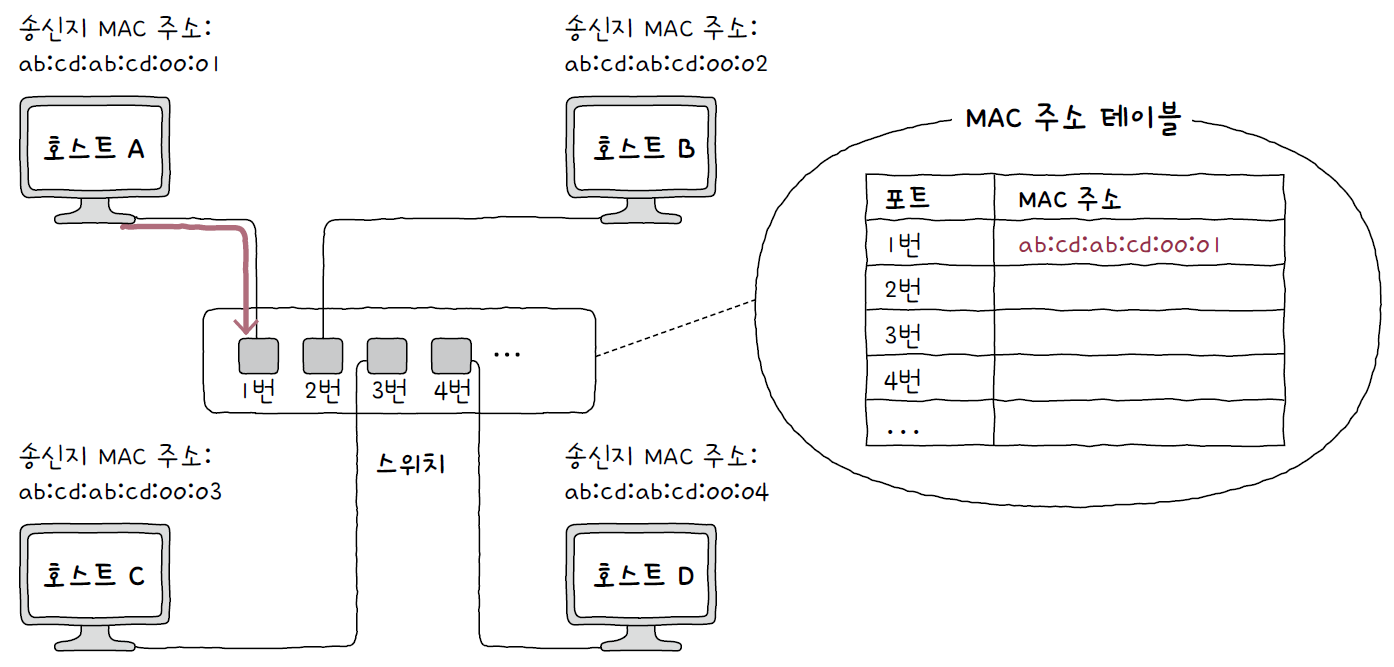 송신지 MAC 주소:
ab:cd:ab:cd:00:01
호스트 A
송신지 MAC 주소:
ab:cd:ab:cd:00:02
호스트 B
1번
2번
3번
4번
...
스위치
송신지 MAC 주소:
ab:cd:ab:cd:00:03
호스트 C
송신지 MAC 주소:
ab:cd:ab:cd:00:04
호스트 D
MAC 주소 테이블
포트 MAC 주소
1번 ab:cd:ab:cd:00:01
2번
3번
4번
...